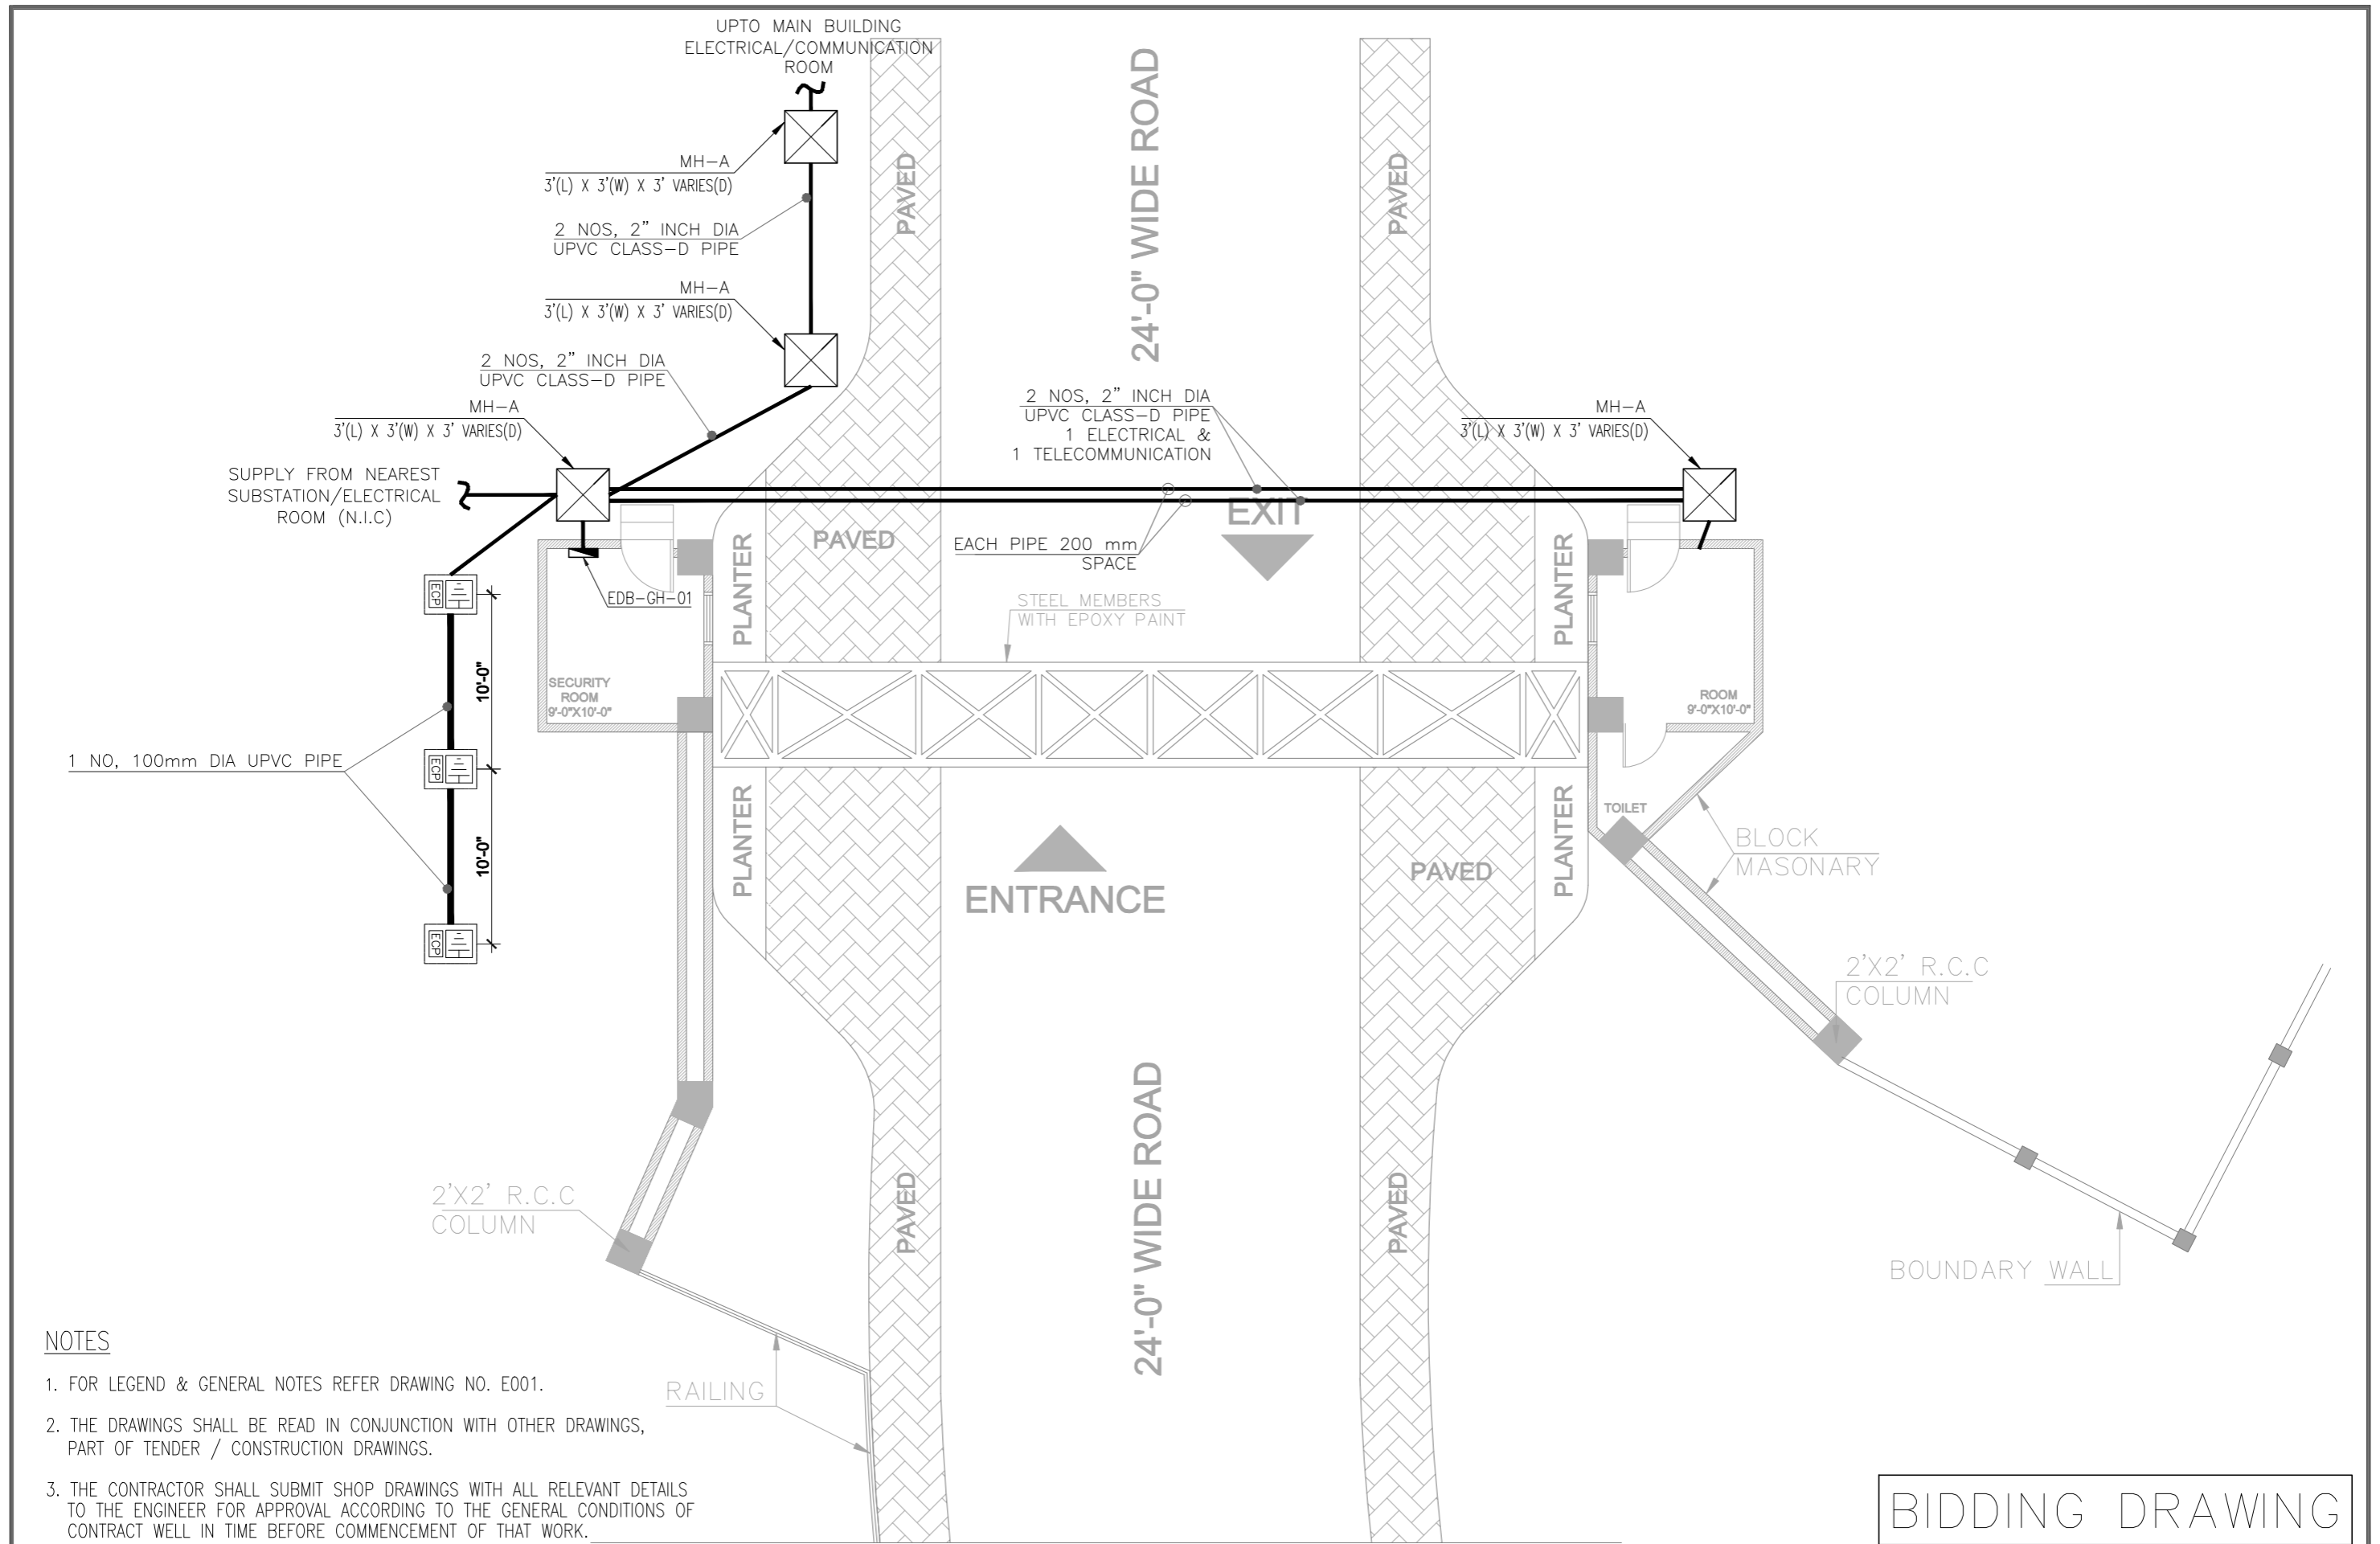 UPTO MAIN BUILDING
ELECTRICAL/COMMUNICATION
ROOM
24'-0" WIDE ROAD
PAVED
PAVED
MH-A
3'(L) X 3'(W) X 3' VARIES(D)
2 NOS, 2" INCH DIA
UPVC CLASS-D PIPE
MH-A
3'(L) X 3'(W) X 3' VARIES(D)
2 NOS, 2" INCH DIA
UPVC CLASS-D PIPE
MH-A
3'(L) X 3'(W) X 3' VARIES(D)
2 NOS, 2" INCH DIA
UPVC CLASS-D PIPE
1 ELECTRICAL &
1 TELECOMMUNICATION
MH-A
3'(L) X 3'(W) X 3' VARIES(D)
SUPPLY FROM NEAREST
SUBSTATION/ELECTRICAL
ROOM (N.I.C)
EXIT
PAVED
EACH PIPE 200 mm
SPACE
PLANTER
PLANTER
EDB-GH-01
STEEL MEMBERS
WITH EPOXY PAINT
ECP
10'-0"
SECURITY
ROOM
9'-0"X10'-0"
ROOM
9'-0"X10'-0"
1 NO, 100mm DIA UPVC PIPE
ECP
10'-0"
ECP
PLANTER
PLANTER
TOILET
BLOCK
MASONARY
PAVED
ENTRANCE
2'X2' R.C.C
COLUMN
24'-0" WIDE ROAD
PAVED
PAVED
2'X2' R.C.C
COLUMN
BOUNDARY WALL
RAILING
NOTES
1. FOR LEGEND & GENERAL NOTES REFER DRAWING NO. E001.
2. THE DRAWINGS SHALL BE READ IN CONJUNCTION WITH OTHER DRAWINGS,
PART OF TENDER / CONSTRUCTION DRAWINGS.
3. THE CONTRACTOR SHALL SUBMIT SHOP DRAWINGS WITH ALL RELEVANT DETAILS
TO THE ENGINEER FOR APPROVAL ACCORDING TO THE GENERAL CONDITIONS OF
CONTRACT WELL IN TIME BEFORE COMMENCEMENT OF THAT WORK.
BIDDING DRAWING